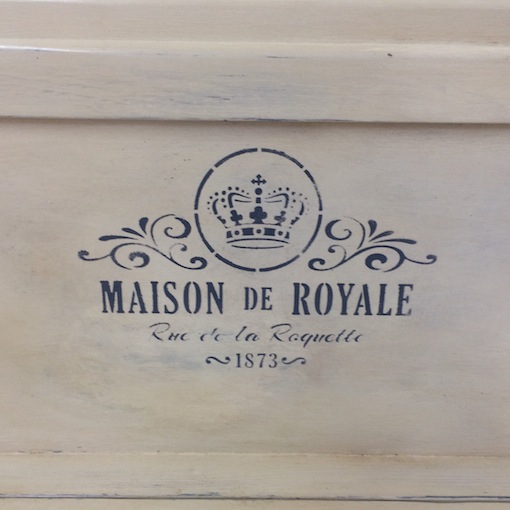 MAISON DE ROYALE
Rue de la Roquette
1873